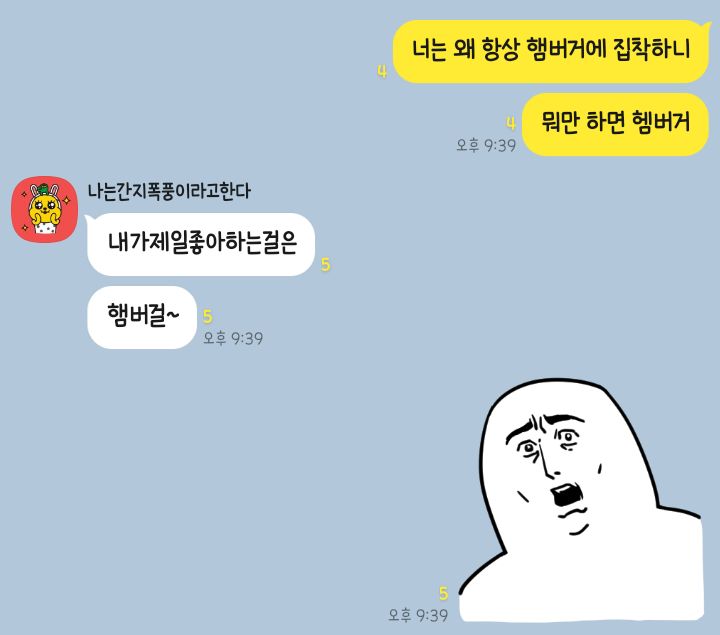 너는 왜 항상 햄버거에 집착하니
4
뭐만 하면 헴버거
4
오후 9:39
나는간지폭풍이라고한다
내가제일좋아하는걸은
5
햄버걸~
5
오후 9:39
5
오후 9:39